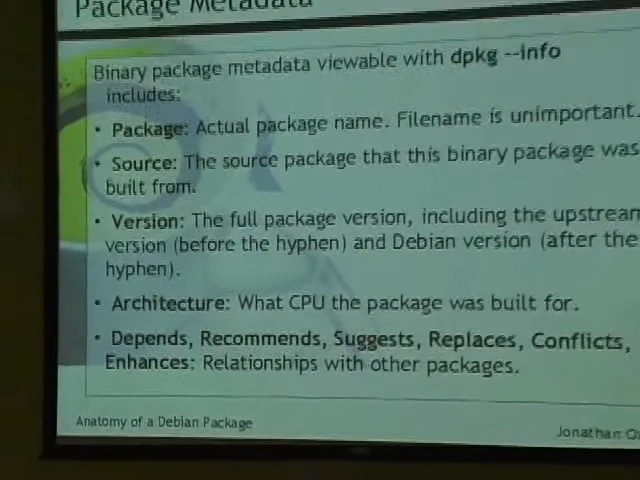 Package Metadata
Binary package metadata viewable with dpkg --info
includes:
• Package: Actual package name. Filename is unimportant.
• Source: The source package that this binary package was
built from.
• Version: The full package version, including the upstream
version (before the hyphen) and Debian version (after the
hyphen).
• Architecture: What CPU the package was built for.
• Depends, Recommends, Suggests, Replaces, Conflicts,
Enhances: Relationships with other packages.
Anatomy of a Debian Package
Jonathan